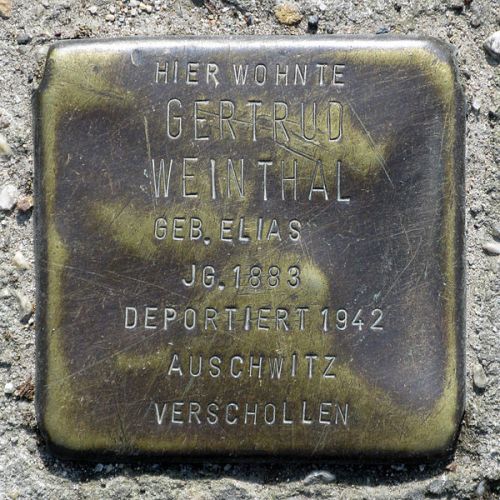 HIER WOHNTE
GERTRUD
WEINTHAL
GEB. ELIAS
JG. 1883
DEPORTIERT 1942
AUSCHWITZ
VERSCHOLLEN